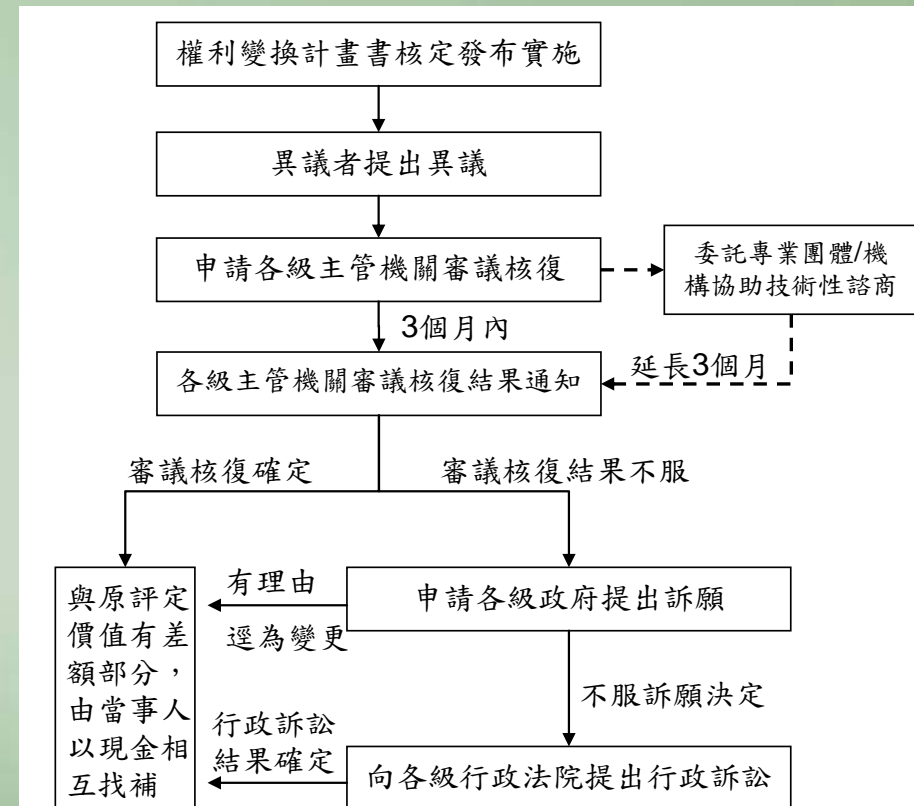 權利變換計畫書核定發布實施
異議者提出異議
申請各級主管機關審議核復
委託專業團體/機
構協助技術性諮商
3個月內
延長3個月
各級主管機關審議核復結果通知
審議核復確定
審議核復結果不服
與原評定
價值有差
額部分，
由當事人
以現金相
互找補
有理由
逕為變更
申請各級政府提出訴願
不服訴願決定
行政訴訟
結果確定
向各級行政法院提出行政訴訟